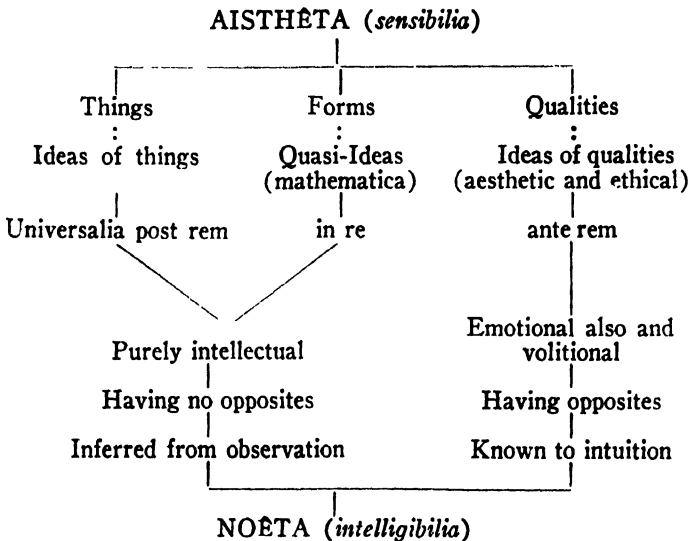 AISTHÊTA (sensibilia)
Things Forms Qualities
Ideas of things Quasi-Ideas Ideas of qualities
(mathematica) (aesthetic and ethical)
Universalia post rem in re ante rem
Emotional also and
Purely intellectual volitional
Having no opposites Having opposites
Inferred from observation Known to intuition
NOÊTA (intelligibilia)